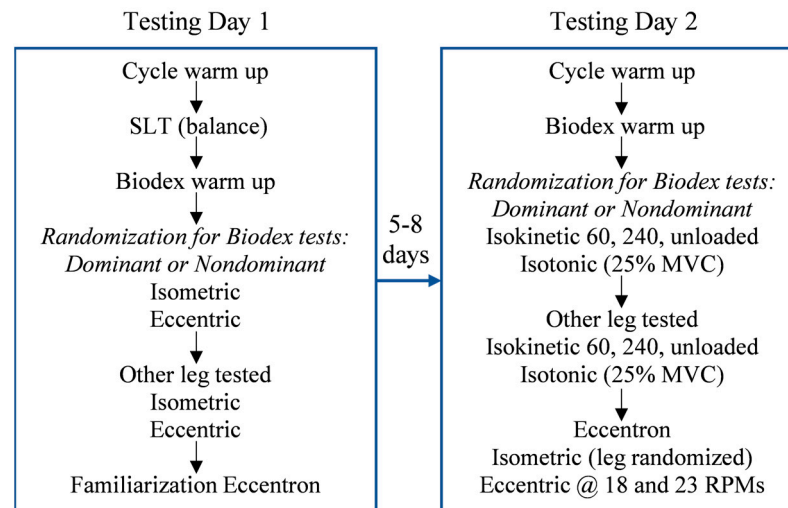 Testing Day 1
Cycle warm up
SLT (balance)
Biodex warm up
Randomization for Biodex tests:
Dominant or Nondominant
Isometric
Eccentric
Other leg tested
Isometric
Eccentric
Familiarization Eccentron
5-8
days
Testing Day 2
Cycle warm up
Biodex warm up
Randomization for Biodex tests:
Dominant or Nondominant
Isokinetic 60, 240, unloaded
Isotonic (25% MVC)
Other leg tested
Isokinetic 60, 240, unloaded
Isotonic (25% MVC)
Eccentron
Isometric (leg randomized)
Eccentric @ 18 and 23 RPMs